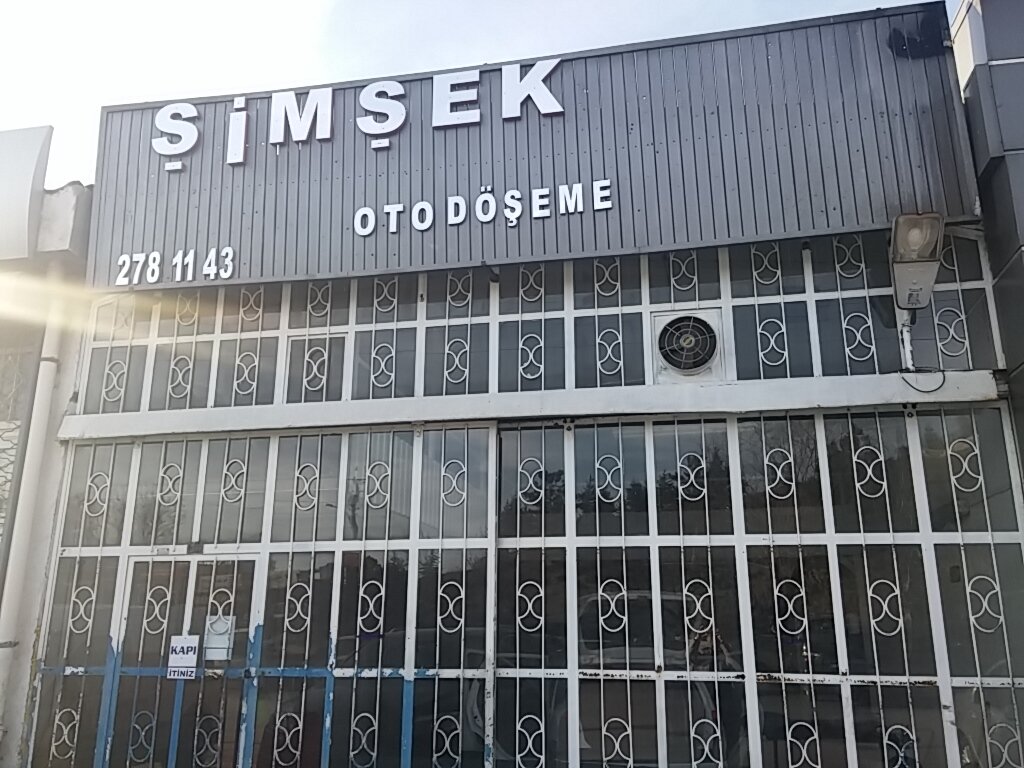 ŞİMŞEK
OTO DÖŞEME
278 11 43
KAPI
İTİNİZ